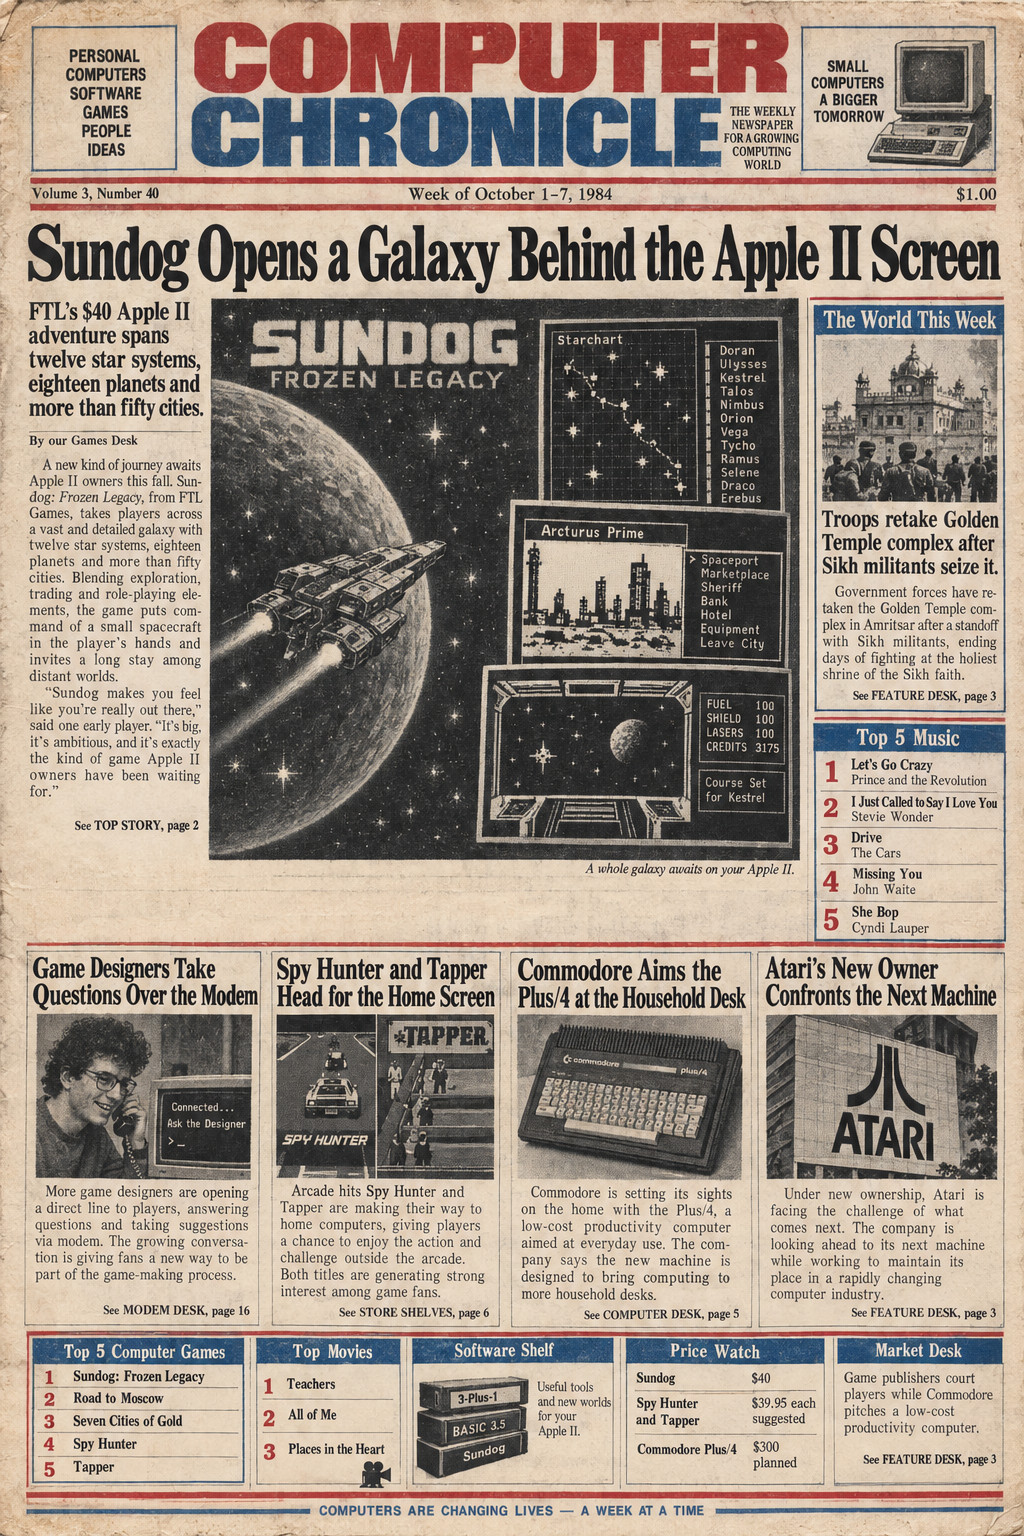 PERSONAL
COMPUTERS
SOFTWARE
GAMES
PEOPLE
IDEAS
COMPUTER
CHRONICLE
THE WEEKLY
NEWSPAPER
FOR A GROWING
COMPUTING
WORLD
SMALL
COMPUTERS
A BIGGER
TOMORROW
Volume 3, Number 40
Week of October 1–7, 1984
$1.00
Sundog Opens a Galaxy Behind the Apple II Screen
FTL's $40 Apple II
adventure spans
twelve star systems,
eighteen planets and
more than fifty cities.
By our Games Desk
A new kind of journey awaits
Apple II owners this fall. Sun-
dog: Frozen Legacy, from FTL
Games, takes players across
a vast and detailed galaxy with
twelve star systems, eighteen
planets and more than fifty
cities. Blending exploration,
trading and role-playing ele-
ments, the game puts com-
mand of a small spacecraft
in the player's hands and
invites a long stay among
distant worlds.
“Sundog makes you feel
like you're really out there,”
said one early player. “It's big,
it's ambitious, and it's exactly
the kind of game Apple II
owners have been waiting
for.”
See TOP STORY, page 2
SUNDOG
FROZEN LEGACY
Starchart
Doran
Ulysses
Kestrel
Talos
Nimbus
Orion
Vega
Tycho
Ramus
Selene
Draco
Erebus
Arcturus Prime
> Spaceport
Marketplace
Sheriff
Bank
Hotel
Equipment
Leave City
FUEL 100
SHIELD 100
LASERS 100
CREDITS 3175
Course Set
for Kestrel
A whole galaxy awaits on your Apple II.
The World This Week
Troops retake Golden
Temple complex after
Sikh militants seize it.
Government forces have re-
taken the Golden Temple com-
plex in Amritsar after a standoff
with Sikh militants, ending
days of fighting at the holiest
shrine of the Sikh faith.
See FEATURE DESK, page 3
Top 5 Music
1 Let's Go Crazy
Prince and the Revolution
2 I Just Called to Say I Love You
Stevie Wonder
3 Drive
The Cars
4 Missing You
John Waite
5 She Bop
Cyndi Lauper
Game Designers Take
Questions Over the Modem
Connected...
Ask the Designer
>_
More game designers are opening
a direct line to players, answering
questions and taking suggestions
via modem. The growing conversa-
tion is giving fans a new way to be
part of the game-making process.
See MODEM DESK, page 16
Spy Hunter and Tapper
Head for the Home Screen
SPY HUNTER
TAPPER
Arcade hits Spy Hunter and
Tapper are making their way to
home computers, giving players
a chance to enjoy the action and
challenge outside the arcade.
Both titles are generating strong
interest among game fans.
See STORE SHELVES, page 6
Commodore Aims the
Plus/4 at the Household Desk
commodore
plus/4
Commodore is setting its sights
on the home with the Plus/4, a
low-cost productivity computer
aimed at everyday use. The com-
pany says the new machine is
designed to bring computing to
more household desks.
See COMPUTER DESK, page 5
Atari's New Owner
Confronts the Next Machine
ATARI
Under new ownership, Atari is
facing the challenge of what
comes next. The company is
looking ahead to its next machine
while working to maintain its
place in a rapidly changing
computer industry.
See FEATURE DESK, page 3
Top 5 Computer Games
1 Sundog: Frozen Legacy
2 Road to Moscow
3 Seven Cities of Gold
4 Spy Hunter
5 Tapper
Top Movies
1 Teachers
2 All of Me
3 Places in the Heart
Software Shelf
3-Plus-1
BASIC 3.5
Sundog
Useful tools
and new worlds
for your
Apple II.
Price Watch
Sundog $40
Spy Hunter $39.95 each
and Tapper suggested
Commodore Plus/4 $300
planned
Market Desk
Game publishers court
players while Commodore
pitches a low-cost
productivity computer.
See FEATURE DESK, page 3
COMPUTERS ARE CHANGING LIVES — A WEEK AT A TIME